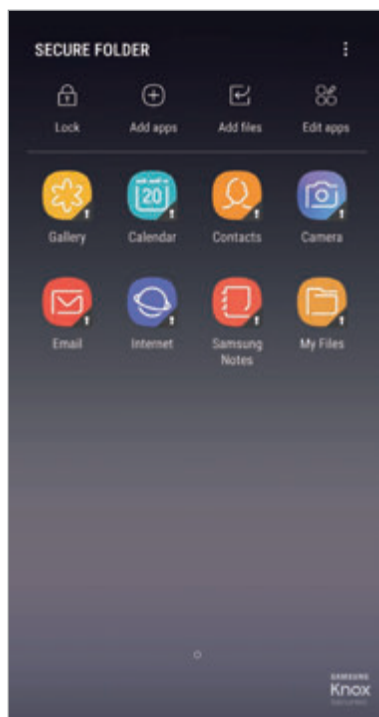 SECURE FOLDER
Lock Add apps Add files Edit apps
20
Gallery Calendar Contacts Camera
Email Internet Samsung Notes My Files
SAMSUNG
Knox
Secured